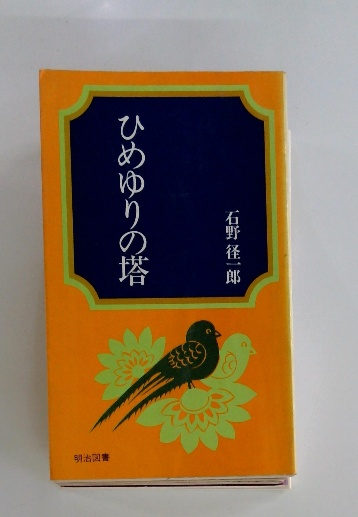 ひめゆりの塔
石野径一郎
明治図書